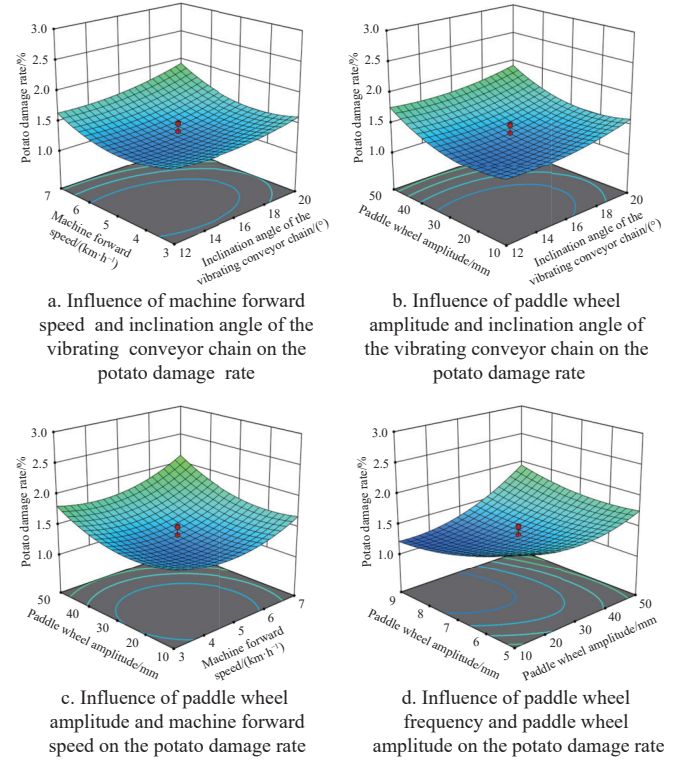 3.0
2.5
2.0
1.5
1.0
Potato damage rate/%
7
6
5
4
3
Machine forward
speed/(km·h⁻¹)
12
14
16
18
20
Inclination angle of the
vibrating conveyor chain/(°)
a. Influence of machine forward
speed and inclination angle of the
vibrating conveyor chain on the
potato damage rate
3.0
2.5
2.0
1.5
1.0
Potato damage rate/%
50
40
30
20
10
Paddle wheel amplitude/mm
12
14
16
18
20
Inclination angle of the
vibrating conveyor chain/(°)
b. Influence of paddle wheel
amplitude and inclination angle of
the vibrating conveyor chain on the
potato damage rate
3.0
2.5
2.0
1.5
1.0
Potato damage rate/%
50
40
30
20
10
Paddle wheel amplitude/mm
3
4
5
6
7
Machine forward
speed/(km·h⁻¹)
c. Influence of paddle wheel
amplitude and machine forward
speed on the potato damage rate
3.0
2.5
2.0
1.5
1.0
Potato damage rate/%
9
8
7
6
5
Paddle wheel amplitude/mm
10
20
30
40
50
Paddle wheel amplitude/mm
d. Influence of paddle wheel
frequency and paddle wheel
amplitude on the potato damage rate